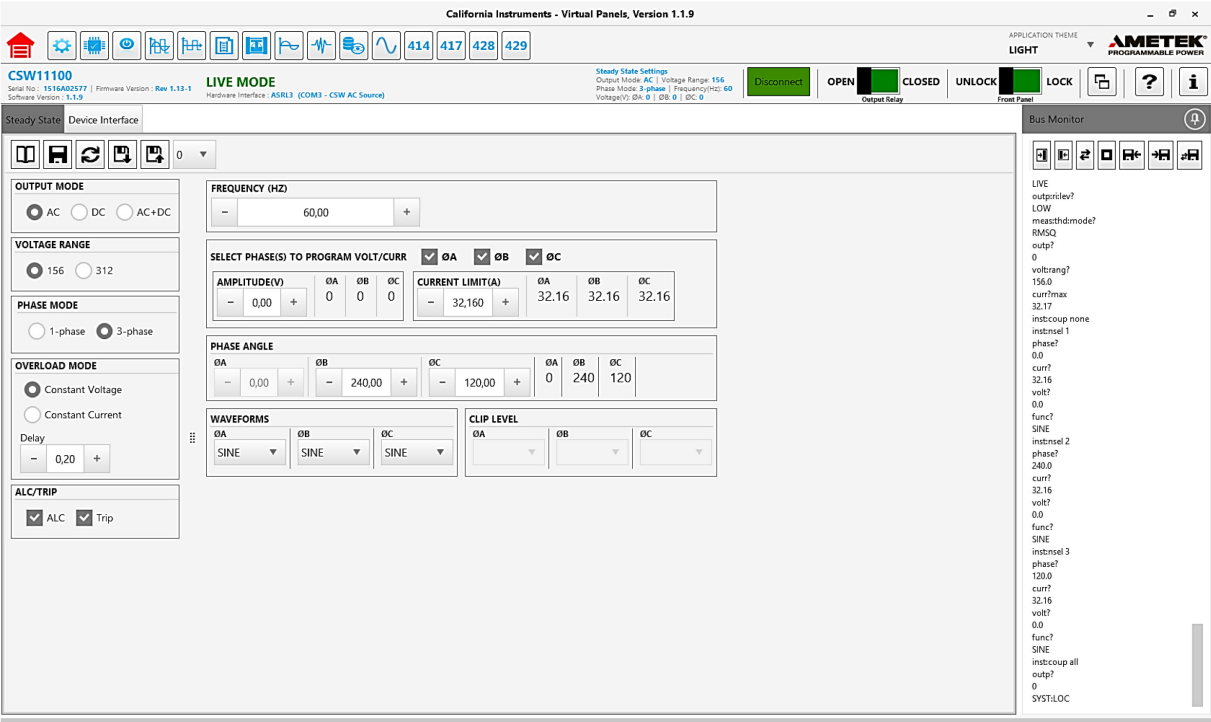 California Instruments - Virtual Panels, Version 1.1.9
414 417 428 429
APPLICATION THEME
LIGHT
AMETEK®
PROGRAMMABLE POWER
CSW11100
Serial No : 1516A02577 | Firmware Version : Rev 1.13-1
Software Version : 1.1.9
LIVE MODE
Hardware Interface : ASRL3 (COM3 - CSW AC Source)
Steady State Settings
Output Mode: AC | Voltage Range: 156
Phase Mode: 3-phase | Frequency(Hz): 60
Voltage(V): ØA: 0 | ØB: 0 | ØC: 0
Disconnect
OPEN CLOSED
Output Relay
UNLOCK LOCK
Front Panel
? i
Steady State Device Interface
0
OUTPUT MODE
AC DC AC+DC
VOLTAGE RANGE
156 312
PHASE MODE
1-phase 3-phase
OVERLOAD MODE
Constant Voltage
Constant Current
Delay
- 0,20 +
ALC/TRIP
ALC Trip
FREQUENCY (HZ)
- 60,00 +
SELECT PHASE(S) TO PROGRAM VOLT/CURR ØA ØB ØC
AMPLITUDE(V) ØA ØB ØC
- 0,00 + 0 0 0
CURRENT LIMIT(A) ØA ØB ØC
- 32,160 + 32.16 32.16 32.16
PHASE ANGLE
ØA ØB ØC ØA ØB ØC
- 0,00 + - 240,00 + - 120,00 + 0 240 120
WAVEFORMS
ØA ØB ØC
SINE SINE SINE
CLIP LEVEL
ØA ØB ØC
Bus Monitor
LIVE
outp:ri:lev?
LOW
meas:thd:mode?
RMSQ
outp?
0
volt:rang?
156.0
curr?max
32.17
inst:coup none
inst:nsel 1
phase?
0.0
curr?
32.16
volt?
0.0
func?
SINE
inst:nsel 2
phase?
240.0
curr?
32.16
volt?
0.0
func?
SINE
inst:nsel 3
phase?
120.0
curr?
32.16
volt?
0.0
func?
SINE
inst:coup all
outp?
0
SYST:LOC